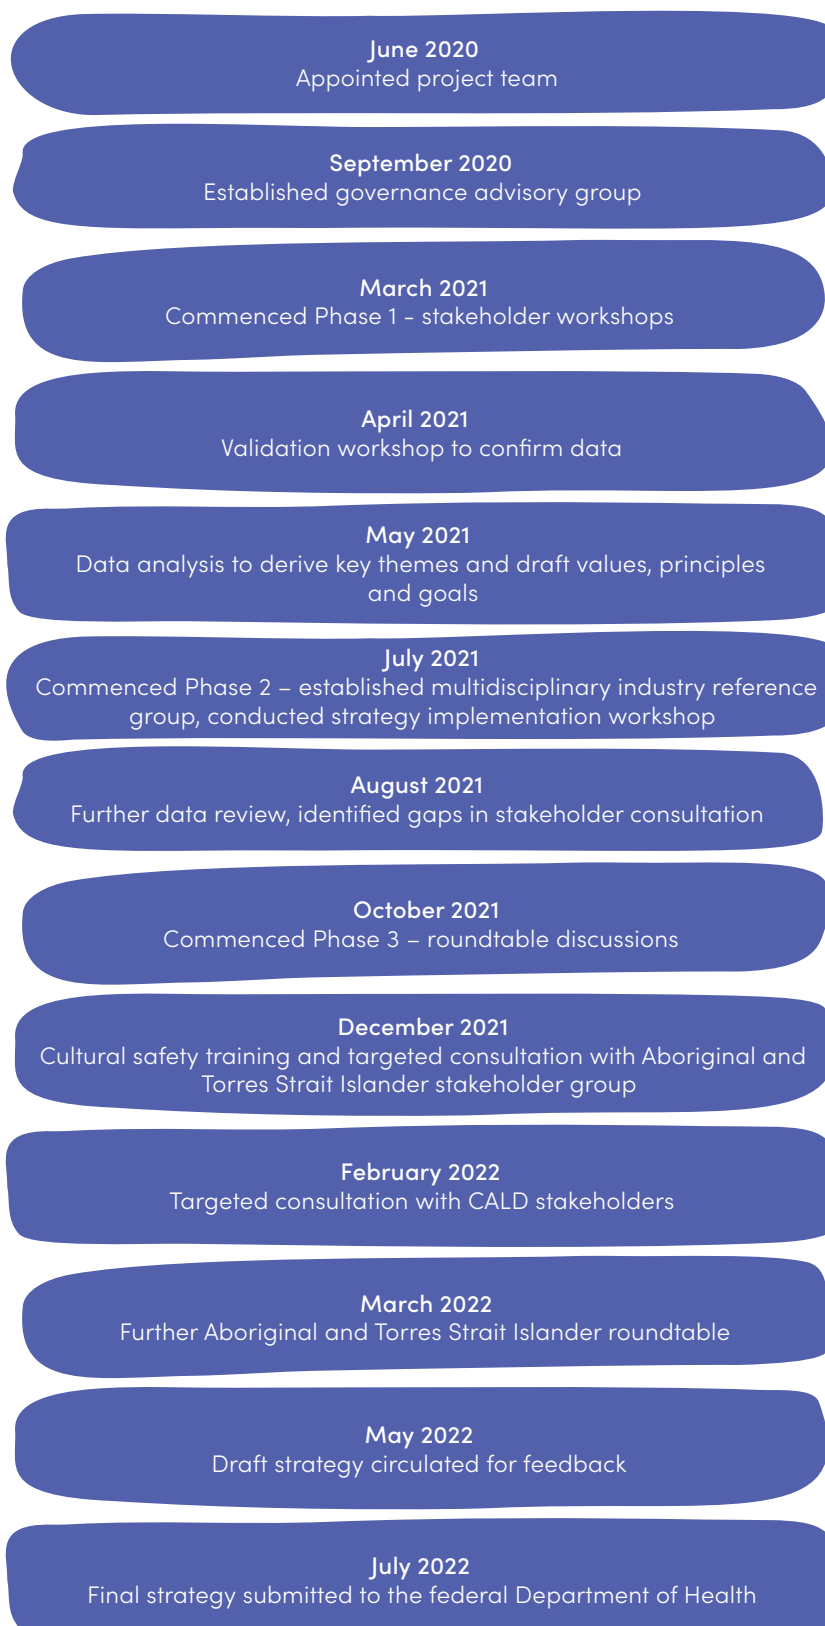 June 2020
Appointed project team
September 2020
Established governance advisory group
March 2021
Commenced Phase 1 - stakeholder workshops
April 2021
Validation workshop to confirm data
May 2021
Data analysis to derive key themes and draft values, principles
and goals
July 2021
Commenced Phase 2 – established multidisciplinary industry reference
group, conducted strategy implementation workshop
August 2021
Further data review, identified gaps in stakeholder consultation
October 2021
Commenced Phase 3 – roundtable discussions
December 2021
Cultural safety training and targeted consultation with Aboriginal and
Torres Strait Islander stakeholder group
February 2022
Targeted consultation with CALD stakeholders
March 2022
Further Aboriginal and Torres Strait Islander roundtable
May 2022
Draft strategy circulated for feedback
July 2022
Final strategy submitted to the federal Department of Health